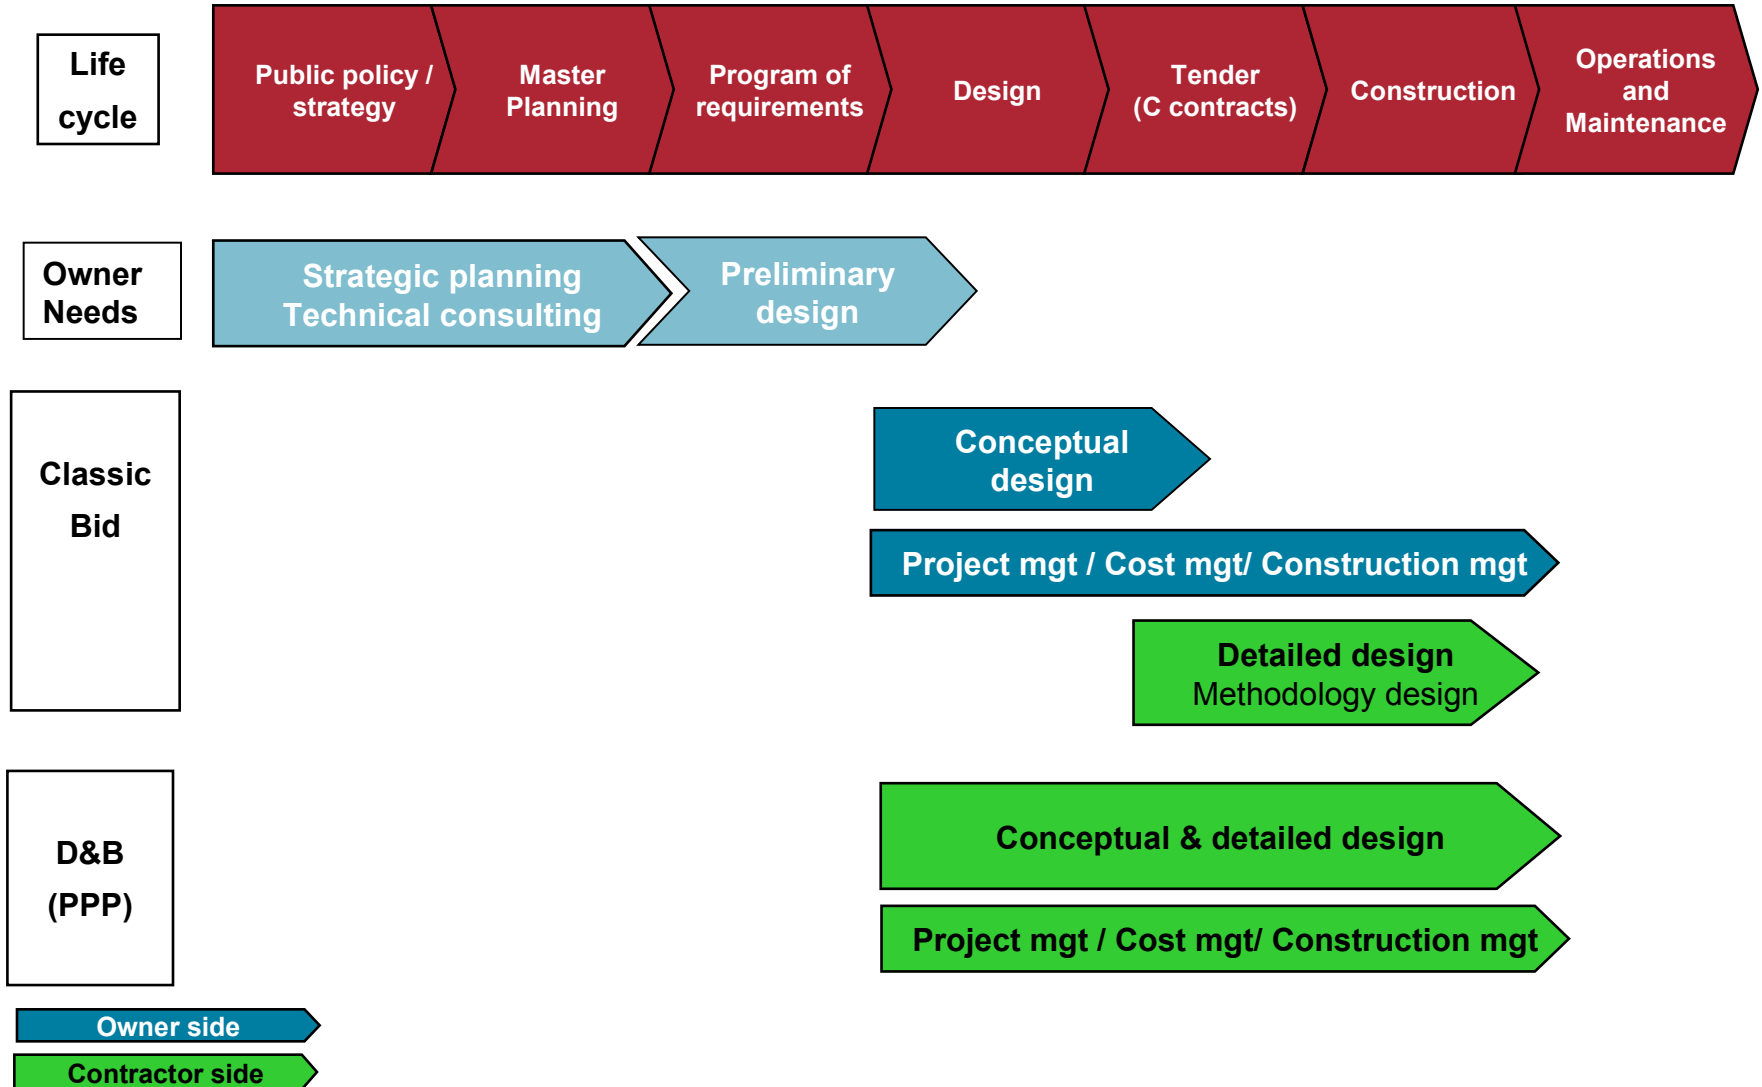 Life
cycle
Public policy /
strategy
Master
Planning
Program of
requirements
Design
Tender
(C contracts)
Construction
Operations
and
Maintenance
Owner
Needs
Strategic planning
Technical consulting
Preliminary
design
Classic
Bid
Conceptual
design
Project mgt / Cost mgt/ Construction mgt
Detailed design
Methodology design
D&B
(PPP)
Conceptual & detailed design
Project mgt / Cost mgt/ Construction mgt
Owner side
Contractor side